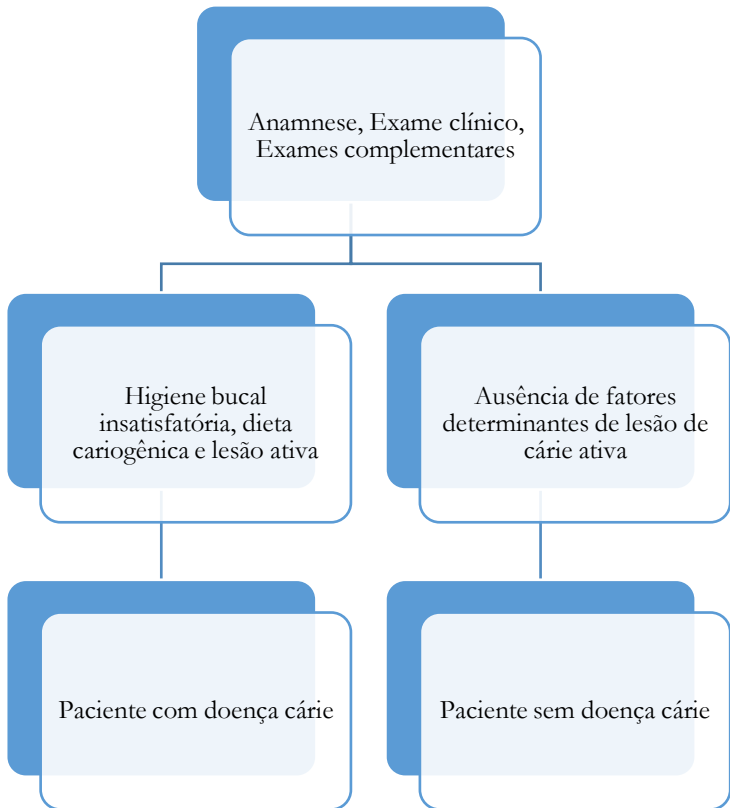 Anamnese, Exame clínico,
Exames complementares
Higiene bucal
insatisfatória, dieta
cariogênica e lesão ativa
Ausência de fatores
determinantes de lesão de
cárie ativa
Paciente com doença cárie
Paciente sem doença cárie